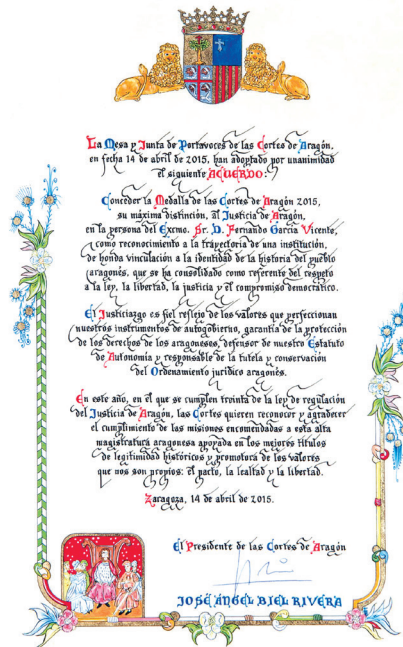 La Mesa y Junta de Portavoces de las Cortes de Aragón,
en fecha 14 de abril de 2015, han adoptado por unanimidad
el siguiente ACUERDO:
Conceder la Medalla de las Cortes de Aragón 2015,
su máxima distinción, al Justicia de Aragón,
en la persona del Excmo. Sr. D. Fernando García Vicente,
como reconocimiento a la trayectoria de una institución,
de honda vinculación a la identidad de la historia del pueblo
aragonés, que se ha consolidado como referente del respeto
a la ley, la libertad, la justicia y el compromiso democrático.
El Justiciazgo es fiel reflejo de los valores que perfeccionan
nuestros instrumentos de autogobierno, garantía de la protección
de los derechos de los aragoneses, defensor de nuestro Estatuto
de Autonomía y responsable de la tutela y conservación
del Ordenamiento jurídico aragonés.
En este año, en el que se cumplen treinta de la ley de regulación
del Justicia de Aragón, las Cortes quieren reconocer y agradecer
el cumplimiento de las misiones encomendadas a esta alta
magistratura aragonesa apoyada en los mejores títulos
de legitimidad históricos y promotora de los valores
que nos son propios: el pacto, la lealtad y la libertad.
Zaragoza, 14 de abril de 2015.
El Presidente de las Cortes de Aragón
JOSÉ ÁNGEL BIEL RIVERA